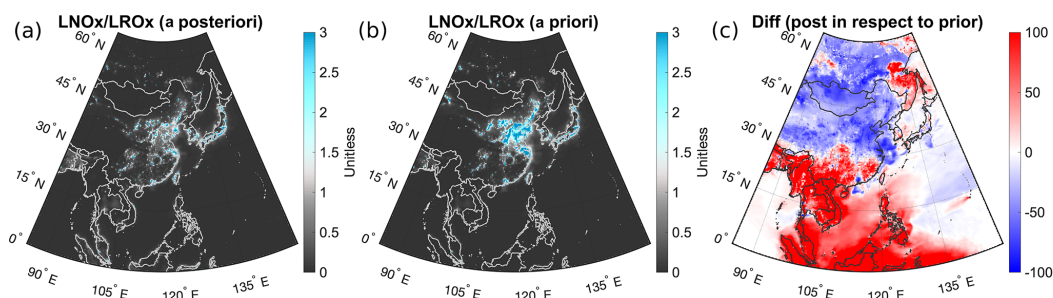 (a)
LNOx/LROx (a posteriori)
60°N
45°N
30°N
15°N
0°
90°E
105°E
120°E
135°E
3
2.5
2
1.5
1
0.5
0
Unitless
(b)
LNOx/LROx (a priori)
60°N
45°N
30°N
15°N
0°
90°E
105°E
120°E
135°E
3
2.5
2
1.5
1
0.5
0
Unitless
(c)
Diff (post in respect to prior)
60°N
45°N
30°N
15°N
0°
90°E
105°E
120°E
135°E
100
50
0
-50
-100